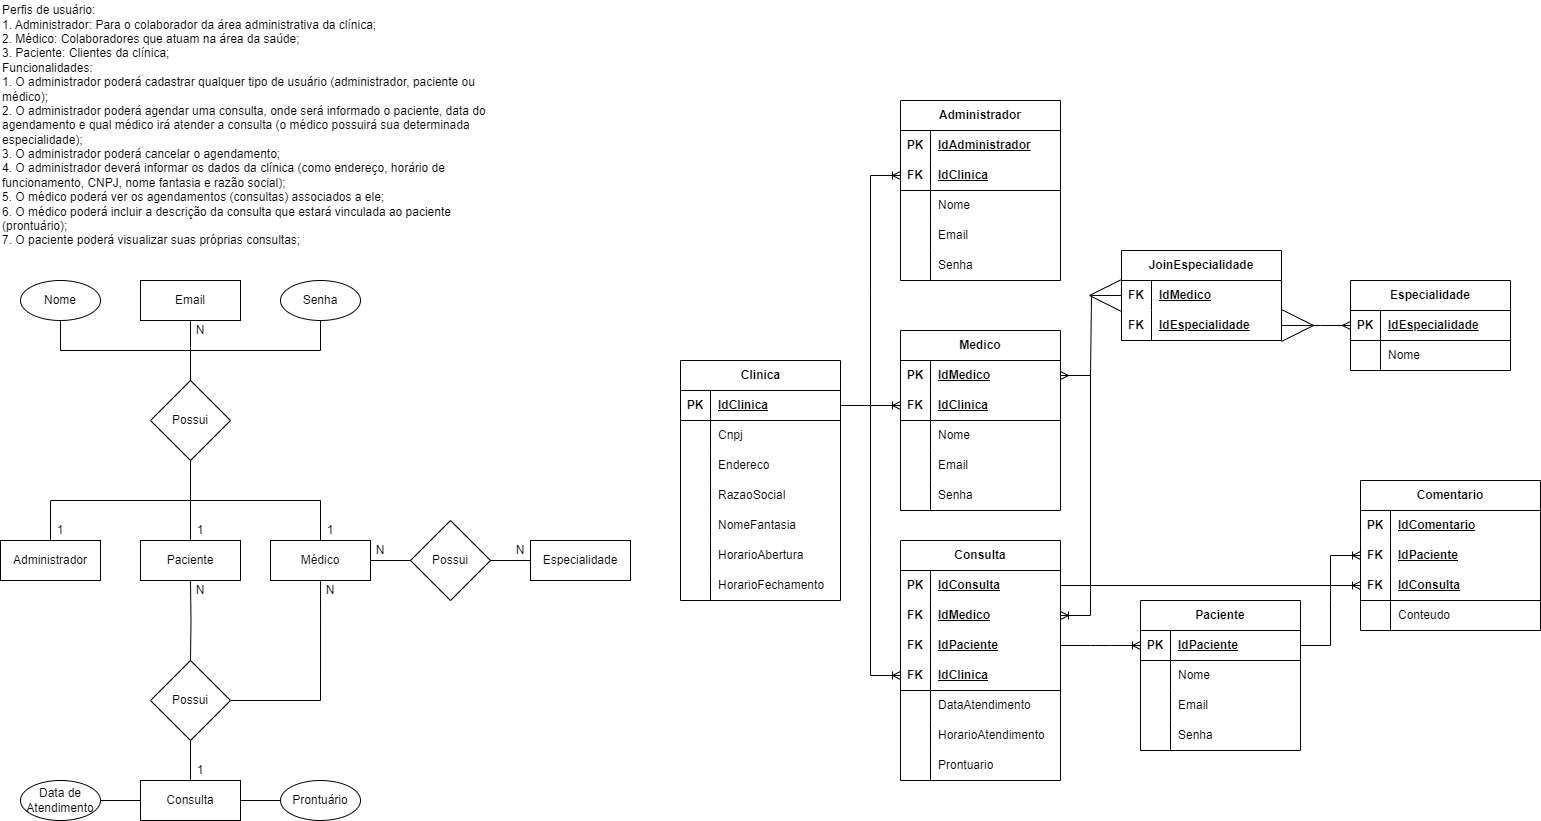 Perfis de usuário:
1. Administrador: Para o colaborador da área administrativa da clínica;
2. Médico: Colaboradores que atuam na área da saúde;
3. Paciente: Clientes da clínica;
Funcionalidades:
1. O administrador poderá cadastrar qualquer tipo de usuário (administrador, paciente ou
médico);
2. O administrador poderá agendar uma consulta, onde será informado o paciente, data do
agendamento e qual médico irá atender a consulta (o médico possuirá sua determinada
especialidade);
3. O administrador poderá cancelar o agendamento;
4. O administrador deverá informar os dados da clínica (como endereço, horário de
funcionamento, CNPJ, nome fantasia e razão social);
5. O médico poderá ver os agendamentos (consultas) associados a ele;
6. O médico poderá incluir a descrição da consulta que estará vinculada ao paciente
(prontuário);
7. O paciente poderá visualizar suas próprias consultas;
Nome
Email
Senha
N
Possui
1
1
1
Administrador
Paciente
Médico
N
Possui
N
Especialidade
N
N
Possui
1
Data de
Atendimento
Consulta
Prontuário
Clinica
PK IdClinica
Cnpj
Endereco
RazaoSocial
NomeFantasia
HorarioAbertura
HorarioFechamento
Administrador
PK IdAdministrador
FK IdClinica
Nome
Email
Senha
Medico
PK IdMedico
FK IdClinica
Nome
Email
Senha
Consulta
PK IdConsulta
FK IdMedico
FK IdPaciente
FK IdClinica
DataAtendimento
HorarioAtendimento
Prontuario
JoinEspecialidade
FK IdMedico
FK IdEspecialidade
Especialidade
PK IdEspecialidade
Nome
Comentario
PK IdComentario
FK IdPaciente
FK IdConsulta
Conteudo
Paciente
PK IdPaciente
Nome
Email
Senha